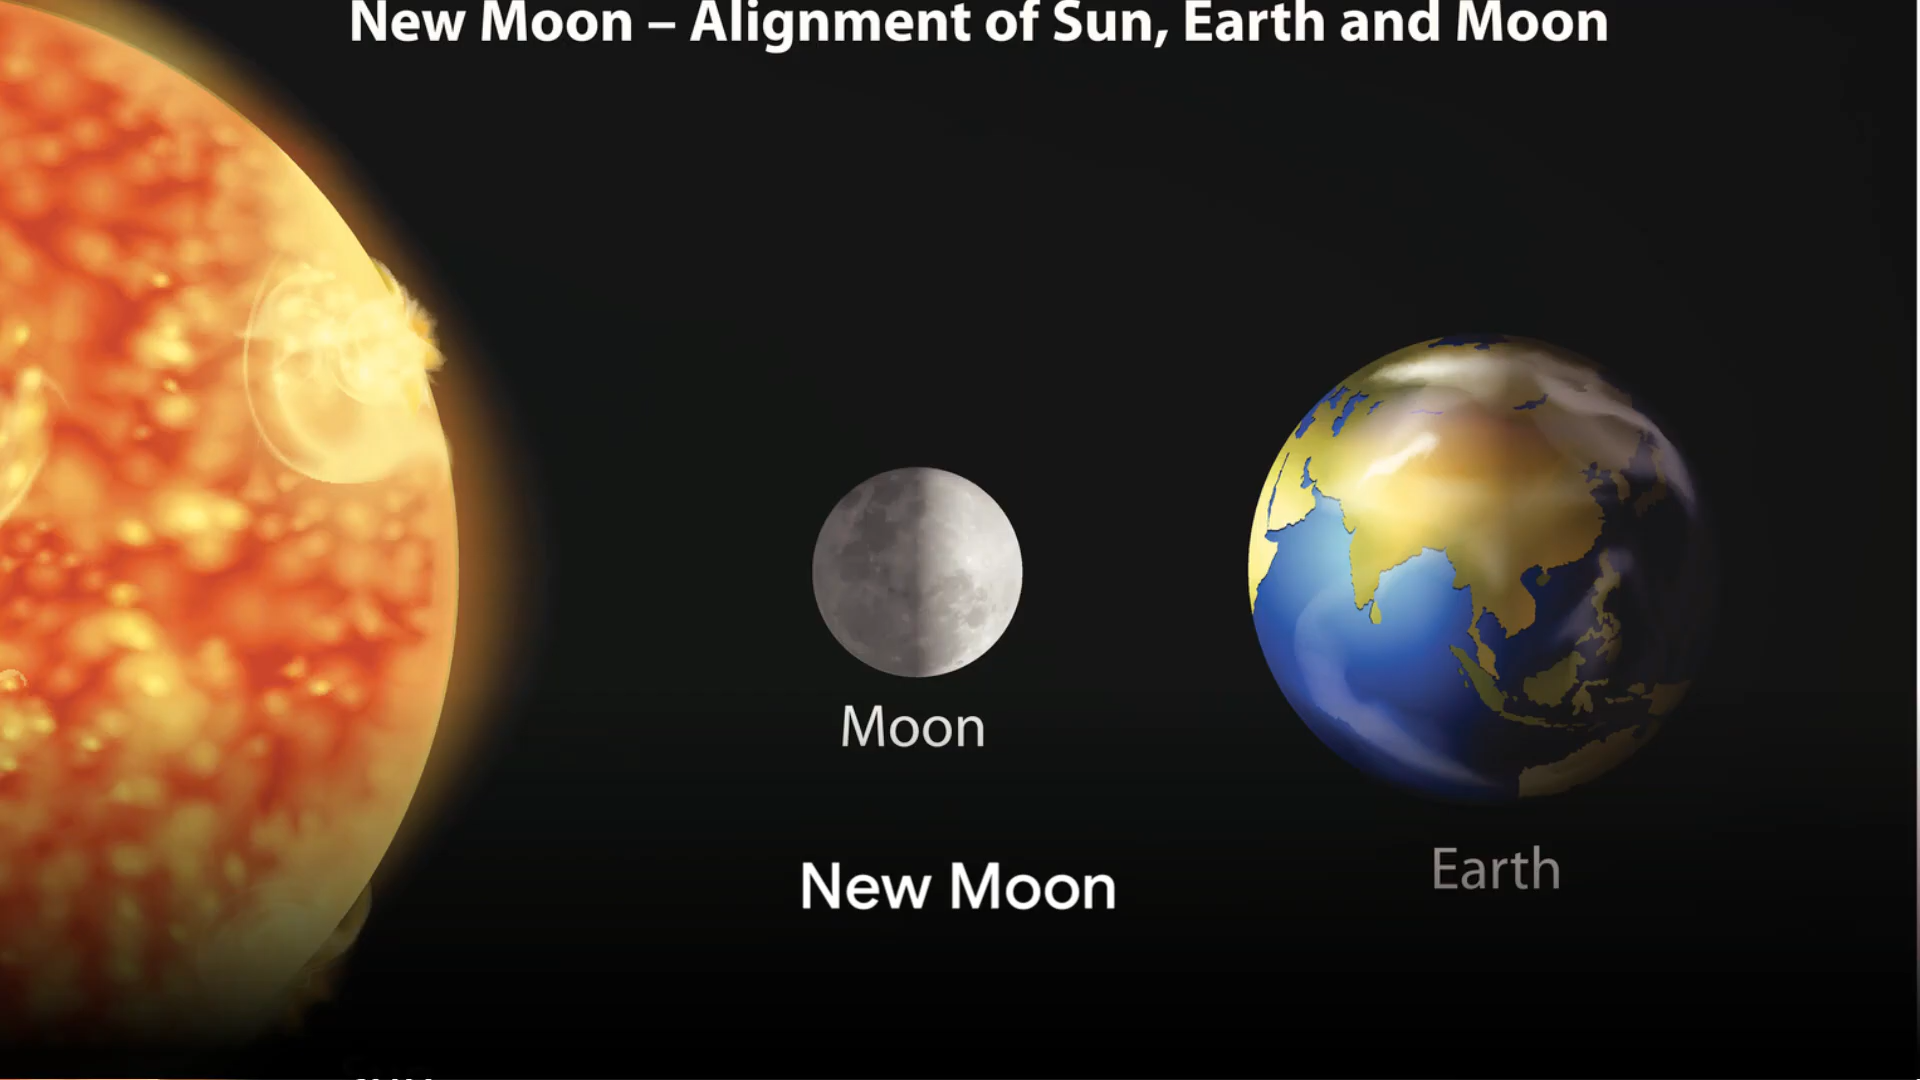 New Moon – Alignment of Sun, Earth and Moon
Moon
Earth
New Moon